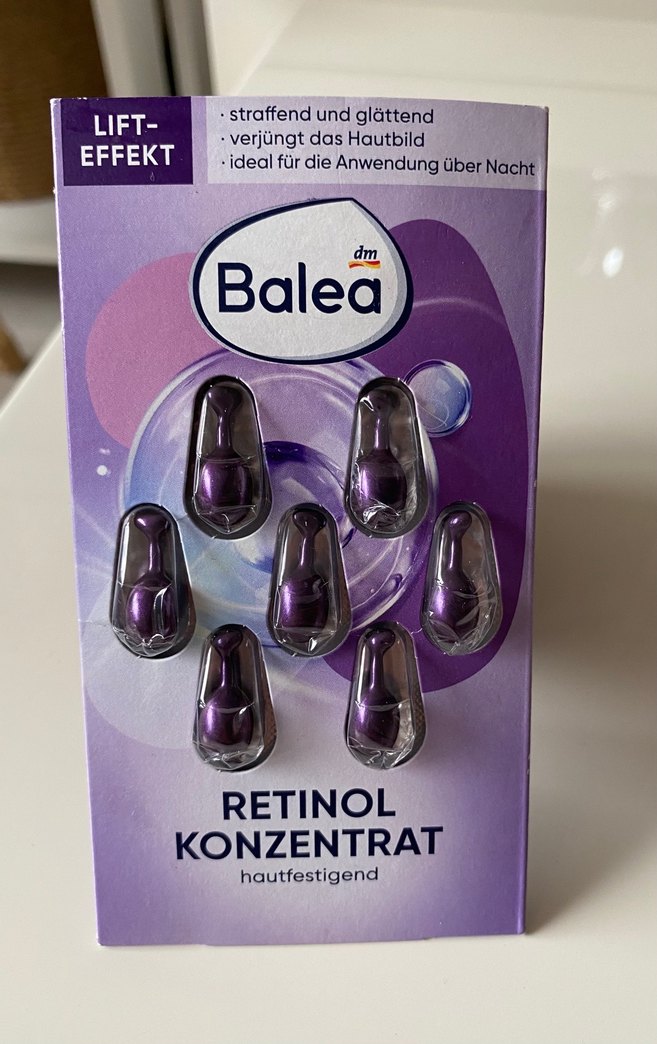 LIFT-
EFFEKT
· straffend und glättend
· verjüngt das Hautbild
· ideal für die Anwendung über Nacht
dm
Balea
RETINOL
KONZENTRAT
hautfestigend